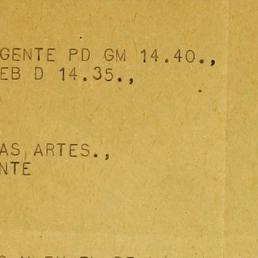 GENTE PD GM 14.40.,
EB D 14.35.,
AS ARTES.,
NTE